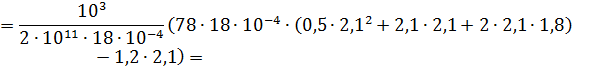 = 10³ / (2 · 10¹¹ · 18 · 10⁻⁴) (78 · 18 · 10⁻⁴ · (0,5 · 2,1² + 2,1 · 2,1 + 2 · 2,1 · 1,8)
− 1,2 · 2,1) =